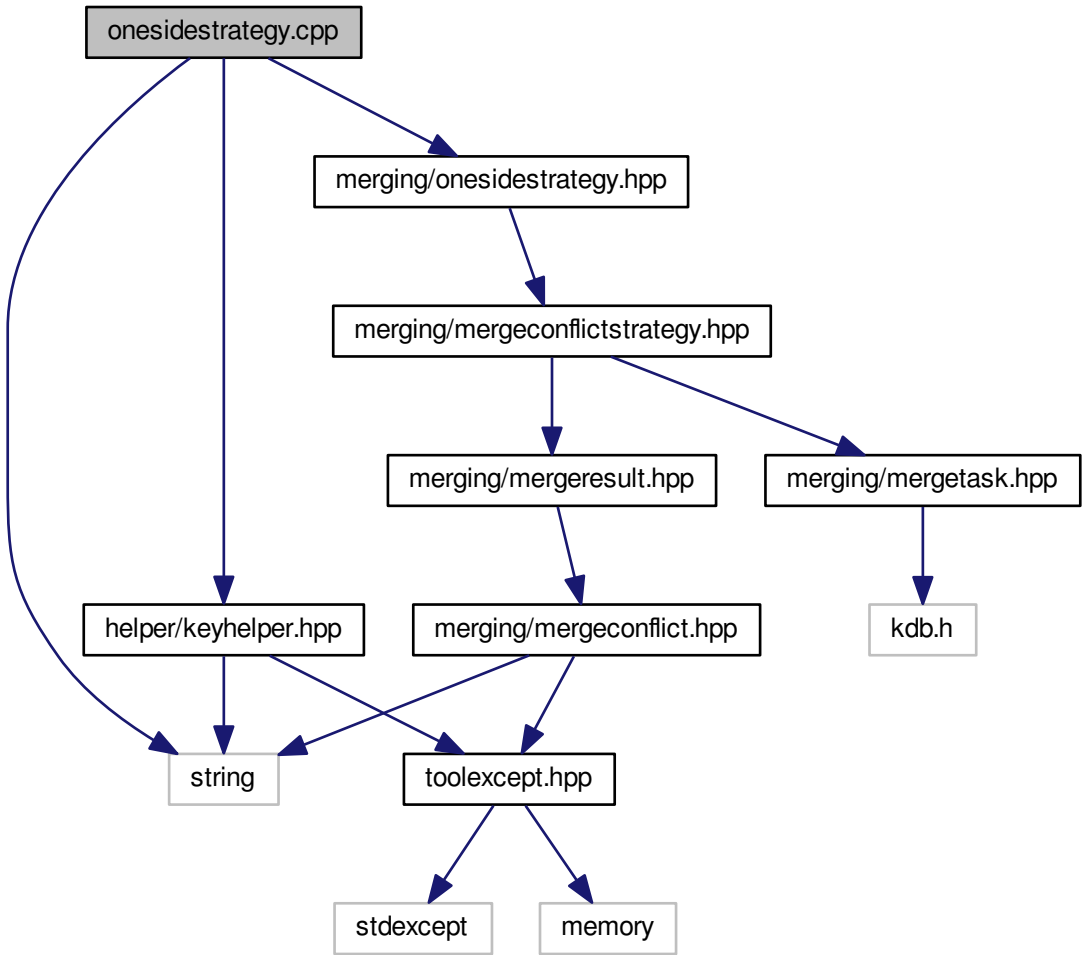 onesidestrategy.cpp
merging/onesidestrategy.hpp
merging/mergeconflictstrategy.hpp
merging/mergeresult.hpp
merging/mergetask.hpp
helper/keyhelper.hpp
merging/mergeconflict.hpp
kdb.h
string
toolexcept.hpp
stdexcept
memory